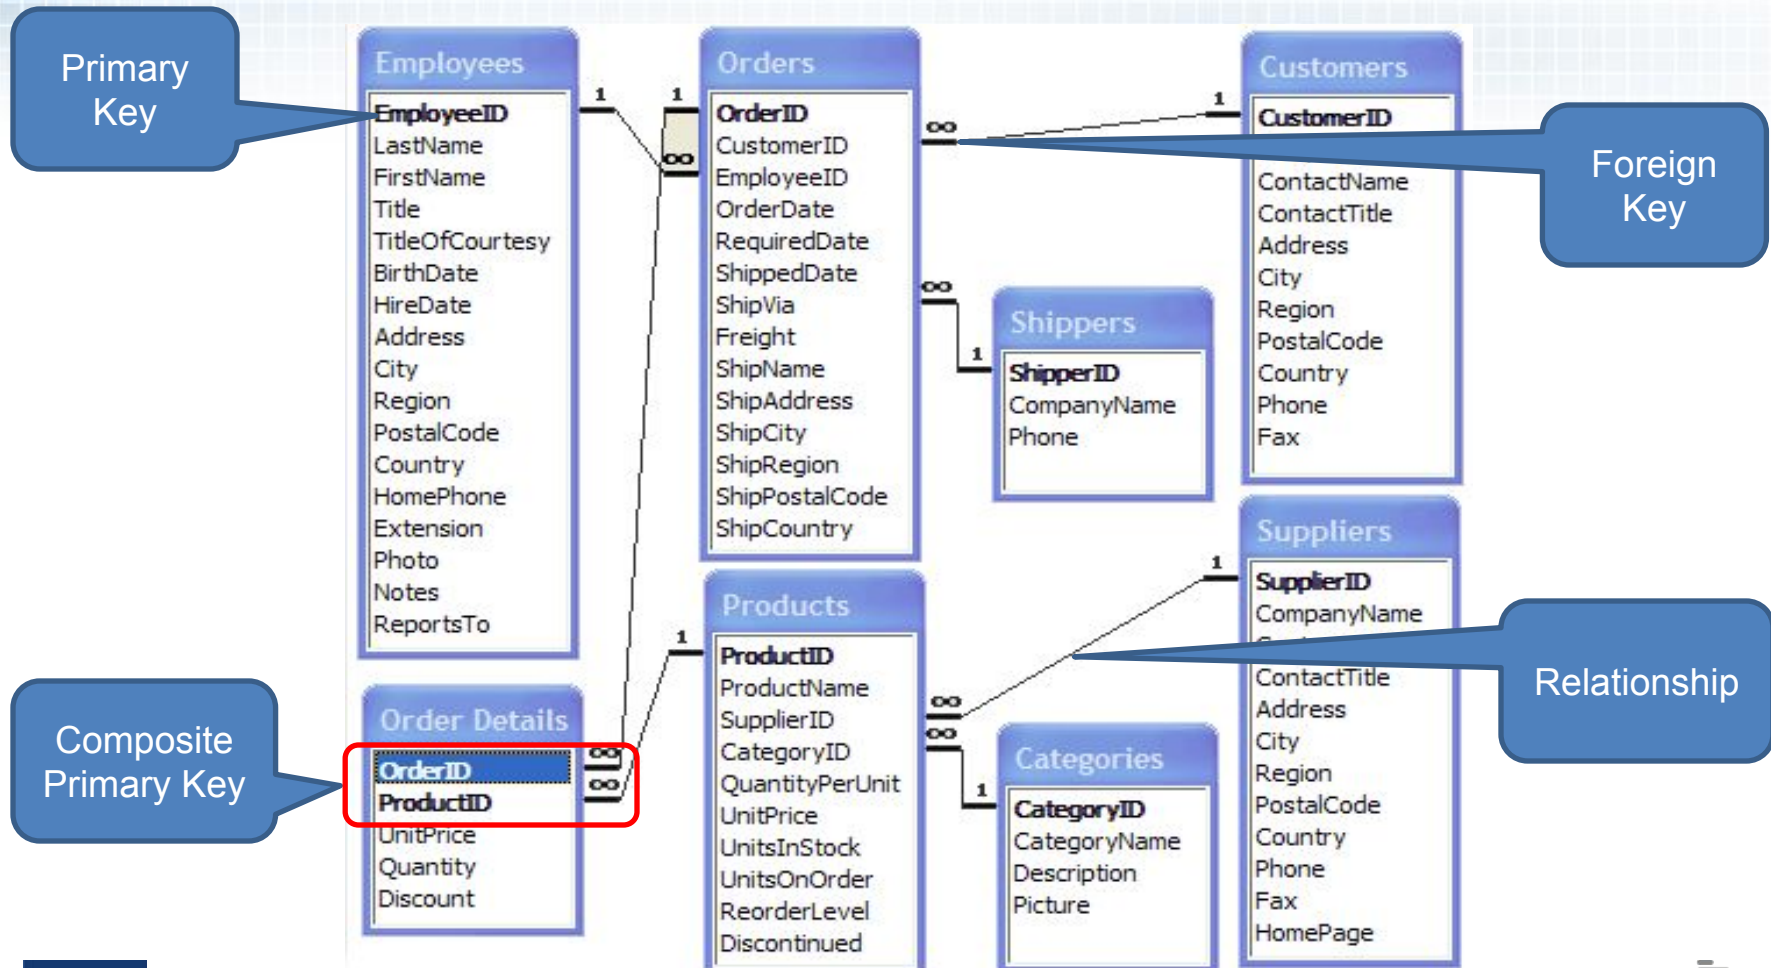 Primary
Key
Employees
EmployeeID
LastName
FirstName
Title
TitleOfCourtesy
BirthDate
HireDate
Address
City
Region
PostalCode
Country
HomePhone
Extension
Photo
Notes
ReportsTo
1
1
∞
Orders
OrderID
CustomerID
EmployeeID
OrderDate
RequiredDate
ShippedDate
ShipVia
Freight
ShipName
ShipAddress
ShipCity
ShipRegion
ShipPostalCode
ShipCountry
∞
1
∞
1
Customers
CustomerID
ContactName
ContactTitle
Address
City
Region
PostalCode
Country
Phone
Fax
Foreign
Key
Shippers
ShipperID
CompanyName
Phone
Composite
Primary Key
Order Details
OrderID
ProductID
UnitPrice
Quantity
Discount
∞
∞
1
Products
ProductID
ProductName
SupplierID
CategoryID
QuantityPerUnit
UnitPrice
UnitsInStock
UnitsOnOrder
ReorderLevel
Discontinued
∞
∞
1
1
Categories
CategoryID
CategoryName
Description
Picture
Suppliers
SupplierID
CompanyName
ContactTitle
Address
City
Region
PostalCode
Country
Phone
Fax
HomePage
Relationship